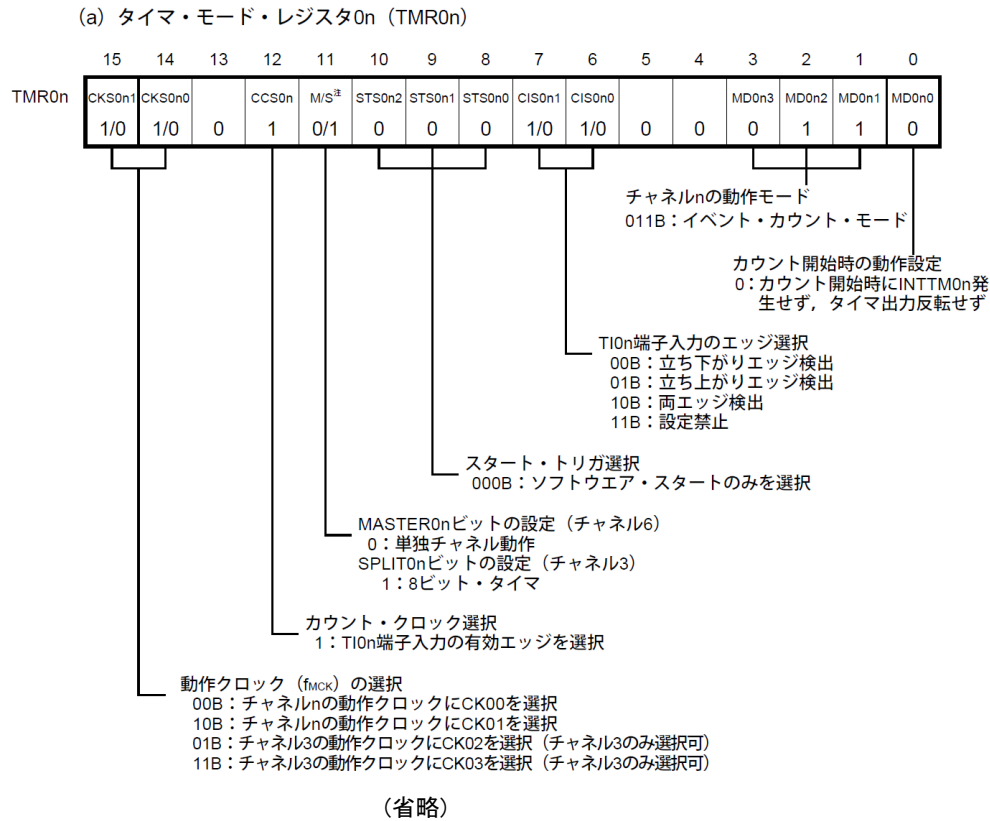 (a) タイマ・モード・レジスタ0n (TMR0n)
15 14 13 12 11 10 9 8 7 6 5 4 3 2 1 0
TMR0n CKS0n1 CKS0n0 CCS0n M/S注 STS0n2 STS0n1 STS0n0 CIS0n1 CIS0n0 MD0n3 MD0n2 MD0n1 MD0n0
1/0 1/0 0 1 0/1 0 0 0 1/0 1/0 0 0 0 1 1 0
チャネルnの動作モード
011B：イベント・カウント・モード
カウント開始時の動作設定
0：カウント開始時にINTTM0n発
生せず，タイマ出力反転せず
TI0n端子入力のエッジ選択
00B：立ち下がりエッジ検出
01B：立ち上がりエッジ検出
10B：両エッジ検出
11B：設定禁止
スタート・トリガ選択
000B：ソフトウエア・スタートのみを選択
MASTER0nビットの設定（チャネル6）
0：単独チャネル動作
SPLIT0nビットの設定（チャネル3）
1：8ビット・タイマ
カウント・クロック選択
1：TI0n端子入力の有効エッジを選択
動作クロック（fMCK）の選択
00B：チャネルnの動作クロックにCK00を選択
10B：チャネルnの動作クロックにCK01を選択
01B：チャネル3の動作クロックにCK02を選択（チャネル3のみ選択可）
11B：チャネル3の動作クロックにCK03を選択（チャネル3のみ選択可）
（省略）